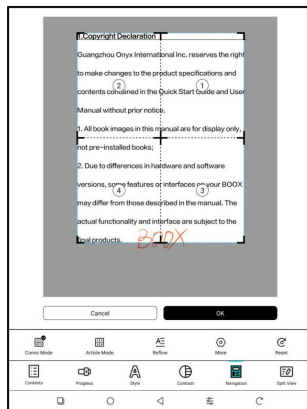 1.Copyright Declaration
Guangzhou Onyx International Inc. reserves the right
to make changes to the product specifications and
② ①
contents contained in the Quick Start Guide and User
Manual without prior notice.
1. All book images in this manual are for display only,
not pre-installed books;
2. Due to differences in hardware and software
versions, some features or interfaces on your BOOX
④ ③
may differ from those described in the manual. The
actual functionality and interface are subject to the
final products.
BOOX
Cancel OK
Comic Mode Article Mode Reflow More Reset
Contents Progress Style Contrast Navigation Split View